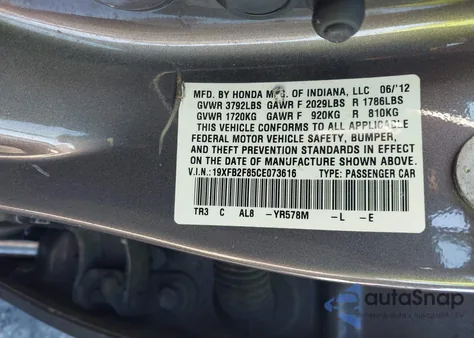 MFD. BY HONDA MFG. OF INDIANA, LLC 06/'12
GVWR 3792LBS GAWR F 2029LBS R 1786LBS
GVWR 1720KG GAWR F 920KG R 810KG
THIS VEHICLE CONFORMS TO ALL APPLICABLE
FEDERAL MOTOR VEHICLE SAFETY, BUMPER,
AND THEFT PREVENTION STANDARDS IN EFFECT
ON THE DATE OF MANUFACTURE SHOWN ABOVE.
V.I.N.: 19XFB2F85CE073616 TYPE: PASSENGER CAR
TR3 C AL8 -YR578M -L -E
autoSnap